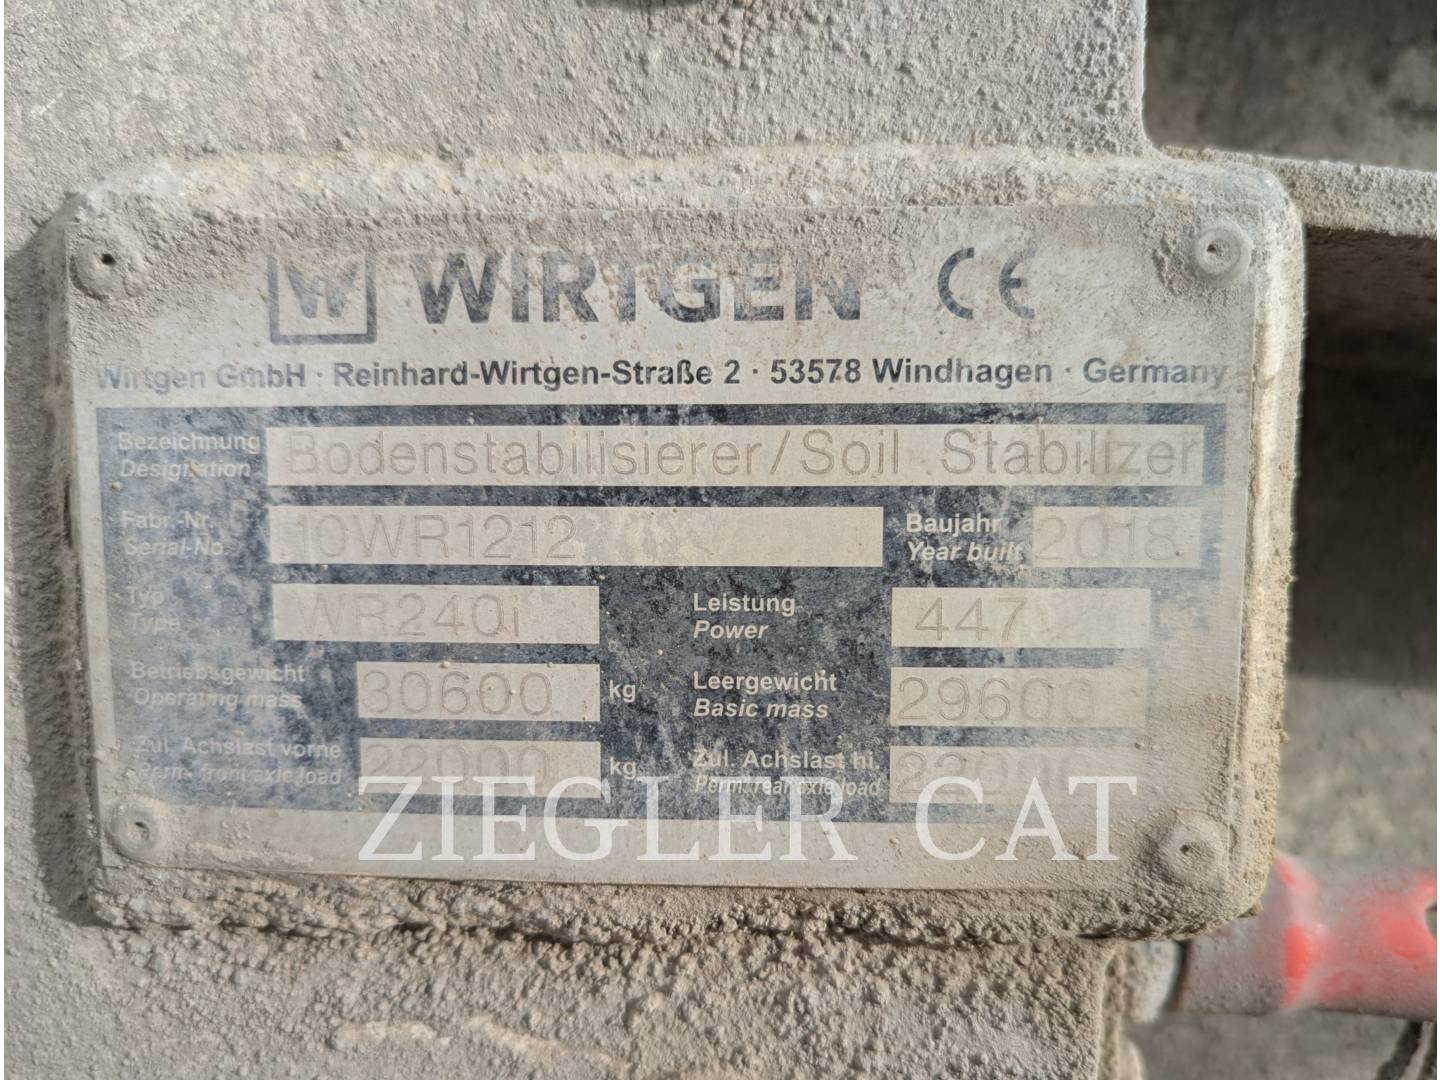 W WIRTGEN CE
Wirtgen GmbH · Reinhard-Wirtgen-Straße 2 · 53578 Windhagen · Germany
Bezeichnung Bodenstabilisierer/Soil Stabilizer
Designation
Fabr.-Nr. 10WR1212 Baujahr 2018
Serial-No. Year built
Typ WR240i Leistung 447
Type Power
Betriebsgewicht 30600 kg Leergewicht 29600
Operating mass Basic mass
Zul. Achslast vorne 22000 kg Zul. Achslast hi.
Perm. front axle load Perm. rear axle load
ZIEGLER CAT